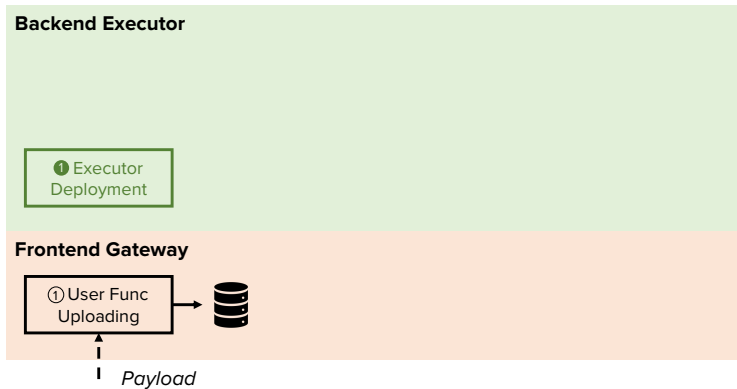 Backend Executor
❶ Executor
Deployment
Frontend Gateway
① User Func
Uploading
Payload